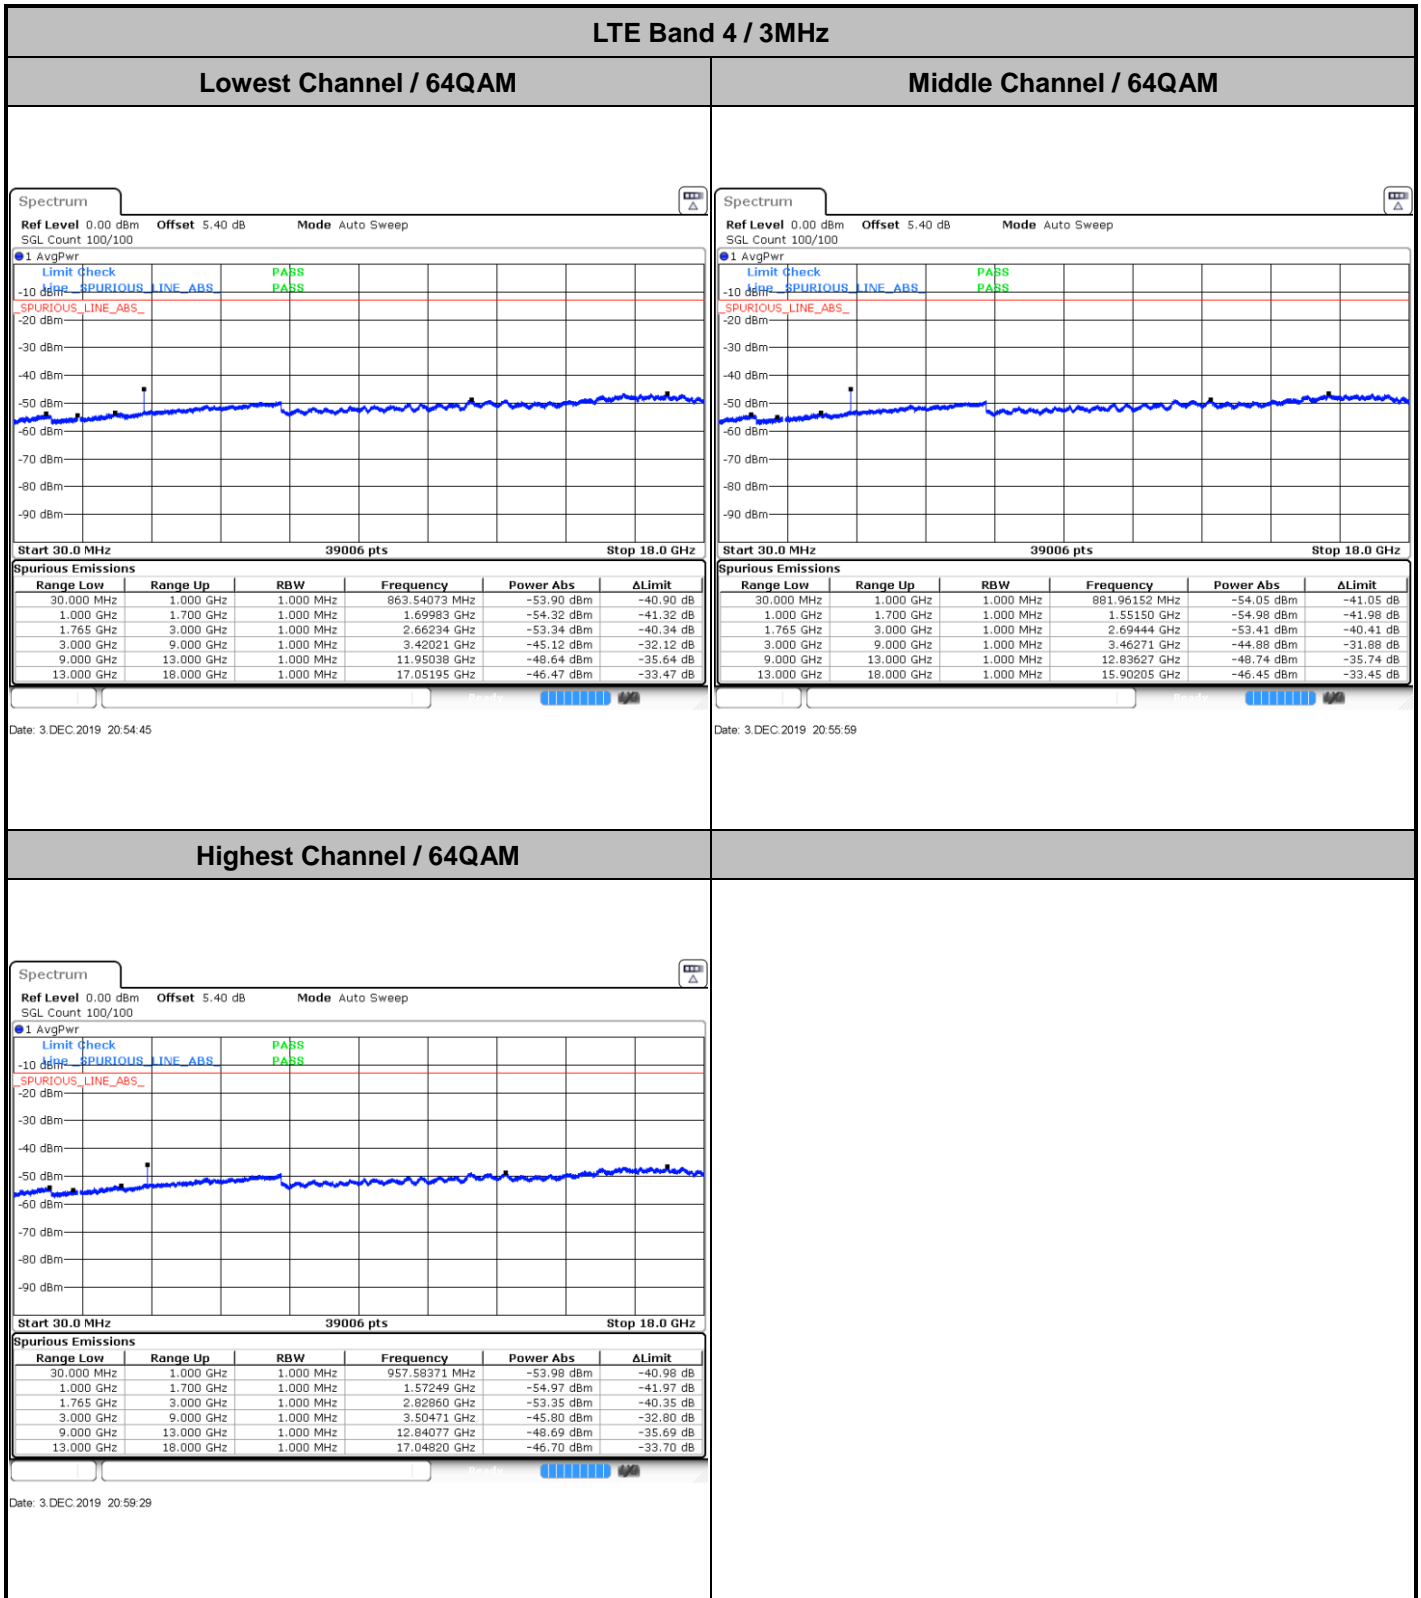 LTE Band 4 / 3MHz
Lowest Channel / 64QAM
Middle Channel / 64QAM
Spectrum
Ref Level 0.00 dBm Offset 5.40 dB Mode Auto Sweep
SGL Count 100/100
1 AvgPwr
Limit Check PASS
Line _SPURIOUS_LINE_ABS_ PASS
-10 dBm
_SPURIOUS_LINE_ABS_
-20 dBm
-30 dBm
-40 dBm
-50 dBm
-60 dBm
-70 dBm
-80 dBm
-90 dBm
Start 30.0 MHz 39006 pts Stop 18.0 GHz
Spurious Emissions
Range Low Range Up RBW Frequency Power Abs ΔLimit
30.000 MHz 1.000 GHz 1.000 MHz 863.54073 MHz -53.90 dBm -40.90 dB
1.000 GHz 1.700 GHz 1.000 MHz 1.69983 GHz -54.32 dBm -41.32 dB
1.765 GHz 3.000 GHz 1.000 MHz 2.66234 GHz -53.34 dBm -40.34 dB
3.000 GHz 9.000 GHz 1.000 MHz 3.42021 GHz -45.12 dBm -32.12 dB
9.000 GHz 13.000 GHz 1.000 MHz 11.95038 GHz -48.64 dBm -35.64 dB
13.000 GHz 18.000 GHz 1.000 MHz 17.05195 GHz -46.47 dBm -33.47 dB
Date: 3.DEC.2019 20:54:45
Spectrum
Ref Level 0.00 dBm Offset 5.40 dB Mode Auto Sweep
SGL Count 100/100
1 AvgPwr
Limit Check PASS
Line _SPURIOUS_LINE_ABS_ PASS
-10 dBm
_SPURIOUS_LINE_ABS_
-20 dBm
-30 dBm
-40 dBm
-50 dBm
-60 dBm
-70 dBm
-80 dBm
-90 dBm
Start 30.0 MHz 39006 pts Stop 18.0 GHz
Spurious Emissions
Range Low Range Up RBW Frequency Power Abs ΔLimit
30.000 MHz 1.000 GHz 1.000 MHz 881.96152 MHz -54.05 dBm -41.05 dB
1.000 GHz 1.700 GHz 1.000 MHz 1.55150 GHz -54.98 dBm -41.98 dB
1.765 GHz 3.000 GHz 1.000 MHz 2.69444 GHz -53.41 dBm -40.41 dB
3.000 GHz 9.000 GHz 1.000 MHz 3.46271 GHz -44.88 dBm -31.88 dB
9.000 GHz 13.000 GHz 1.000 MHz 12.83627 GHz -48.74 dBm -35.74 dB
13.000 GHz 18.000 GHz 1.000 MHz 15.90205 GHz -46.45 dBm -33.45 dB
Date: 3.DEC.2019 20:55:59
Highest Channel / 64QAM
Spectrum
Ref Level 0.00 dBm Offset 5.40 dB Mode Auto Sweep
SGL Count 100/100
1 AvgPwr
Limit Check PASS
Line _SPURIOUS_LINE_ABS_ PASS
-10 dBm
_SPURIOUS_LINE_ABS_
-20 dBm
-30 dBm
-40 dBm
-50 dBm
-60 dBm
-70 dBm
-80 dBm
-90 dBm
Start 30.0 MHz 39006 pts Stop 18.0 GHz
Spurious Emissions
Range Low Range Up RBW Frequency Power Abs ΔLimit
30.000 MHz 1.000 GHz 1.000 MHz 957.58371 MHz -53.98 dBm -40.98 dB
1.000 GHz 1.700 GHz 1.000 MHz 1.57249 GHz -54.97 dBm -41.97 dB
1.765 GHz 3.000 GHz 1.000 MHz 2.82860 GHz -53.35 dBm -40.35 dB
3.000 GHz 9.000 GHz 1.000 MHz 3.50471 GHz -45.80 dBm -32.80 dB
9.000 GHz 13.000 GHz 1.000 MHz 12.84077 GHz -48.69 dBm -35.69 dB
13.000 GHz 18.000 GHz 1.000 MHz 17.04820 GHz -46.70 dBm -33.70 dB
Date: 3.DEC.2019 20:59:29